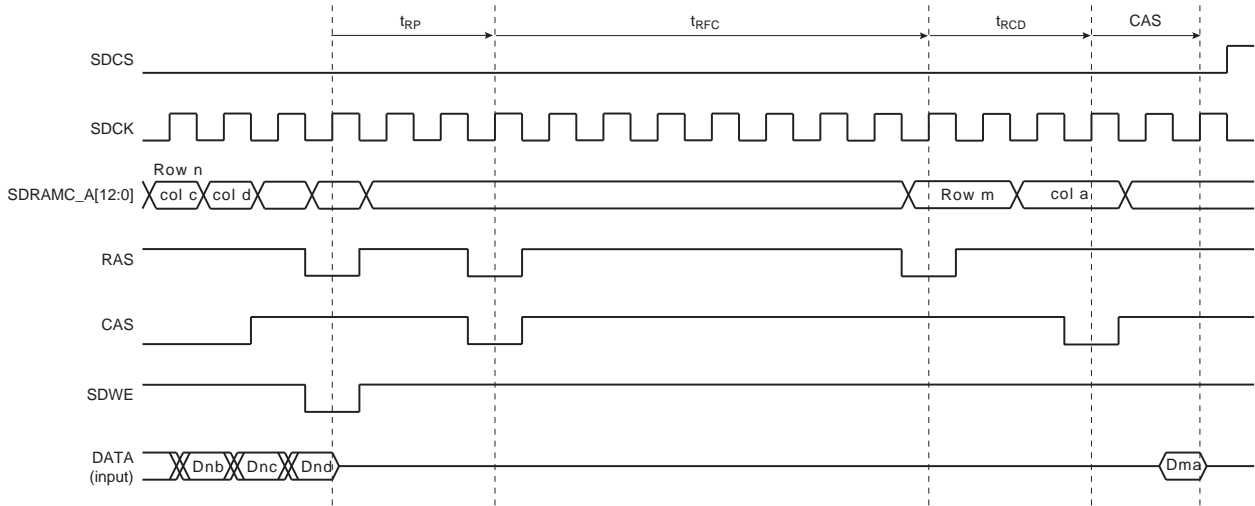 tRP tRFC tRCD CAS
SDCS
SDCK
Row n
SDRAMC_A[12:0] col c col d Row m col a
RAS
CAS
SDWE
DATA
(input) Dnb Dnc Dnd Dma